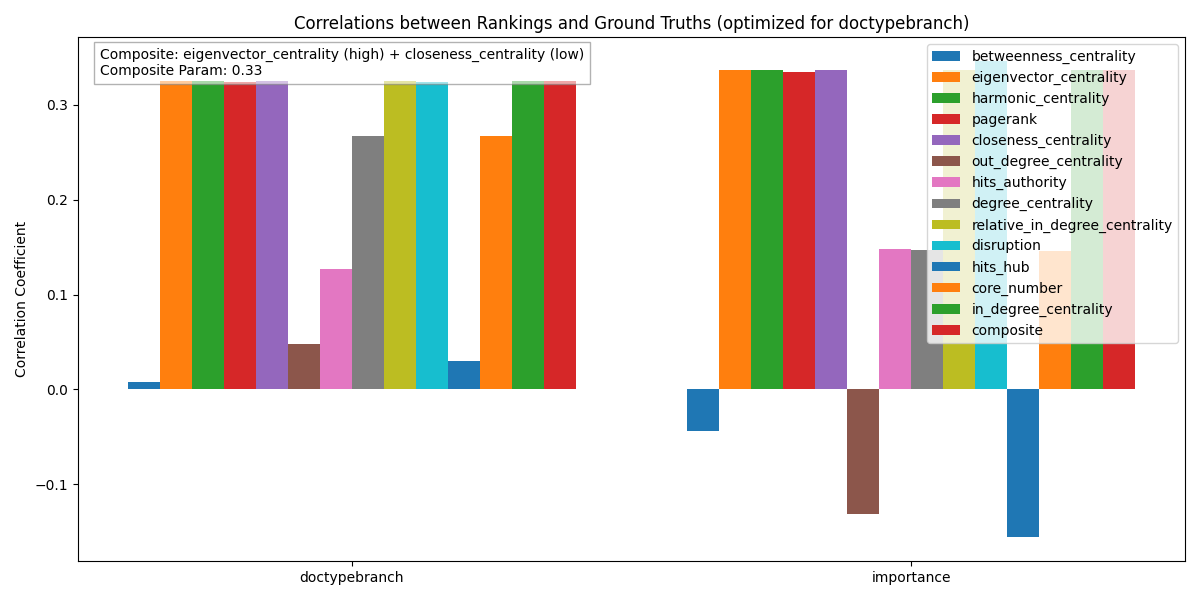 Correlations between Rankings and Ground Truths (optimized for doctypebranch)
Composite: eigenvector_centrality (high) + closeness_centrality (low)
Composite Param: 0.33
betweenness_centrality
eigenvector_centrality
harmonic_centrality
pagerank
closeness_centrality
out_degree_centrality
hits_authority
degree_centrality
relative_in_degree_centrality
disruption
hits_hub
core_number
in_degree_centrality
composite
Correlation Coefficient
0.3
0.2
0.1
0.0
−0.1
doctypebranch
importance